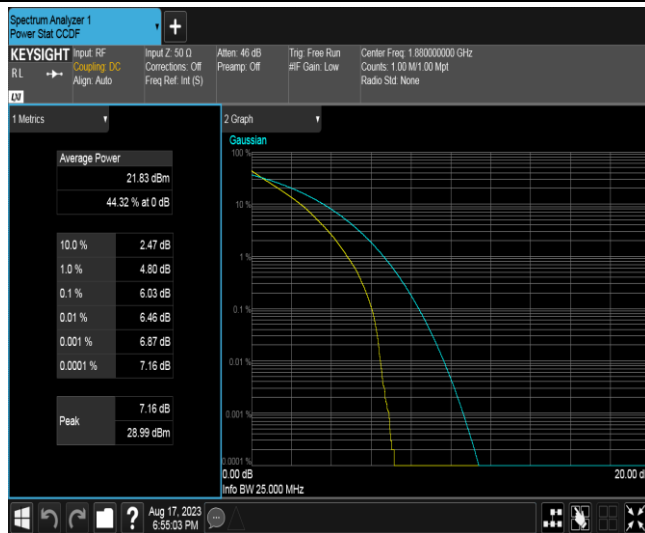 Spectrum Analyzer 1
Power Stat CCDF
+
KEYSIGHT Input: RF Input Z: 50 Ω Atten: 46 dB Trig: Free Run Center Freq: 1.880000000 GHz
RL Coupling: DC Corrections: Off Preamp: Off #IF Gain: Low Counts: 1.00 M/1.00 Mpt
Align: Auto Freq Ref: Int (S) Radio Std: None
LXI
1 Metrics
2 Graph
Gaussian
Average Power
21.83 dBm
44.32 % at 0 dB
10.0 % 2.47 dB
1.0 % 4.80 dB
0.1 % 6.03 dB
0.01 % 6.46 dB
0.001 % 6.87 dB
0.0001 % 7.16 dB
Peak 7.16 dB
28.99 dBm
100 %
10 %
1 %
0.1 %
0.01 %
0.001 %
0.0001 %
0.00 dB 20.00 d
Info BW 25.000 MHz
? Aug 17, 2023
6:55:03 PM